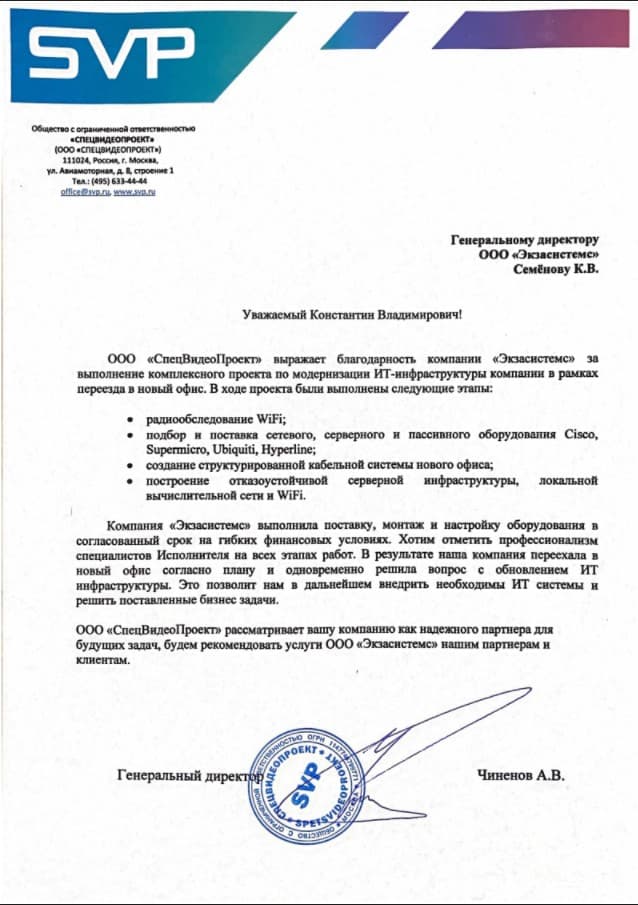 SVP
Общество с ограниченной ответственностью
«СПЕЦВИДЕОПРОЕКТ»
(ООО «СПЕЦВИДЕОПРОЕКТ»)
111024, Россия, г. Москва,
ул. Авиамоторная, д. 8, строение 1
Тел.: (495) 633-44-44
office@svp.ru, www.svp.ru
Генеральному директору
ООО «Экзасистемс»
Семёнову К.В.
Уважаемый Константин Владимирович!
ООО «СпецВидеоПроект» выражает благодарность компании «Экзасистемс» за
выполнение комплексного проекта по модернизации ИТ-инфраструктуры компании в рамках
переезда в новый офис. В ходе проекта были выполнены следующие этапы:
• радиообследование WiFi;
• подбор и поставка сетевого, серверного и пассивного оборудования Cisco,
Supermicro, Ubiquiti, Hyperline;
• создание структурированной кабельной системы нового офиса;
• построение отказоустойчивой серверной инфраструктуры, локальной
вычислительной сети и WiFi.
Компания «Экзасистемс» выполнила поставку, монтаж и настройку оборудования в
согласованный срок на гибких финансовых условиях. Хотим отметить профессионализм
специалистов Исполнителя на всех этапах работ. В результате наша компания переехала в
новый офис согласно плану и одновременно решила вопрос с обновлением ИТ
инфраструктуры. Это позволит нам в дальнейшем внедрить необходимы ИТ системы и
решить поставленные бизнес задачи.
ООО «СпецВидеоПроект» рассматривает вашу компанию как надежного партнера для
будущих задач, будем рекомендовать услуги ООО «Экзасистемс» нашим партнерам и
клиентам.
Генеральный директор
Чиненов А.В.
ОБЩЕСТВО С ОГРАНИЧЕННОЙ ОТВЕТСТВЕННОСТЬЮ ОГРН
МОСКВА
СПЕЦВИДЕОПРОЕКТ
SPETSVIDEOPROEKT
SVP